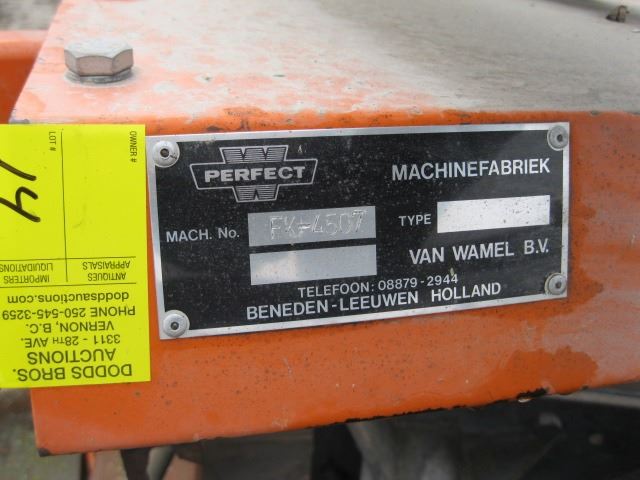 PERFECT
MACHINEFABRIEK
MACH. No. FK-4507 TYPE
VAN WAMEL B.V.
TELEFOON: 08879-2944
BENEDEN-LEEUWEN HOLLAND
DODDS BROS.
AUCTIONS
3311 - 28TH AVE.
VERNON, B.C.
PHONE 250-545-3259
doddsauctions.com
ANTIQUES IMPORTERS
APPRAISALS LIQUIDATIONS
OWNER #
LOT #
14